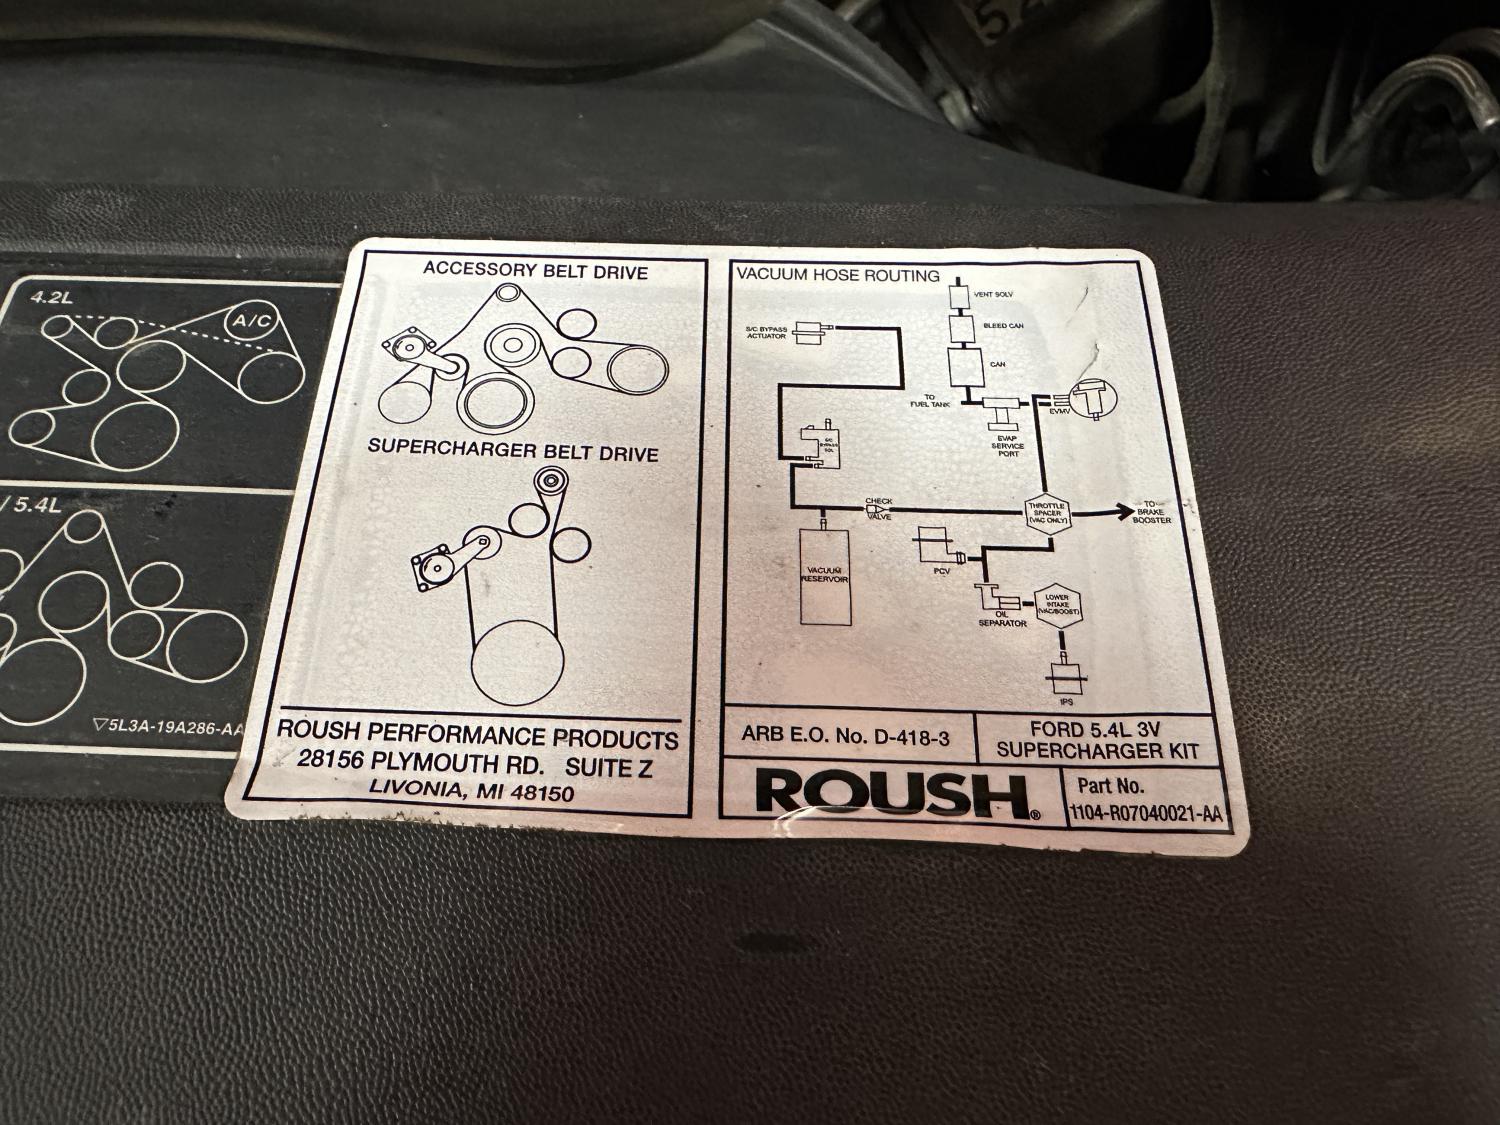 4.2L
A/C
/ 5.4L
▽5L3A-19A286-AA
ACCESSORY BELT DRIVE
SUPERCHARGER BELT DRIVE
ROUSH PERFORMANCE PRODUCTS
28156 PLYMOUTH RD. SUITE Z
LIVONIA, MI 48150
VACUUM HOSE ROUTING
VENT SOLV
S/C BYPASS
ACTUATOR
BLEED CAN
CAN
TO
FUEL TANK
EVMV
EVAP
SERVICE
PORT
S/C
BYPASS
SOL
CHECK
VALVE
THROTTLE
SPACER
(VAC ONLY)
TO
BRAKE
BOOSTER
VACUUM
RESERVOIR
PCV
OIL
SEPARATOR
LOWER
INTAKE
(VAC/BOOST)
IPS
ARB E.O. No. D-418-3
FORD 5.4L 3V
SUPERCHARGER KIT
ROUSH®
Part No.
1104-R07040021-AA